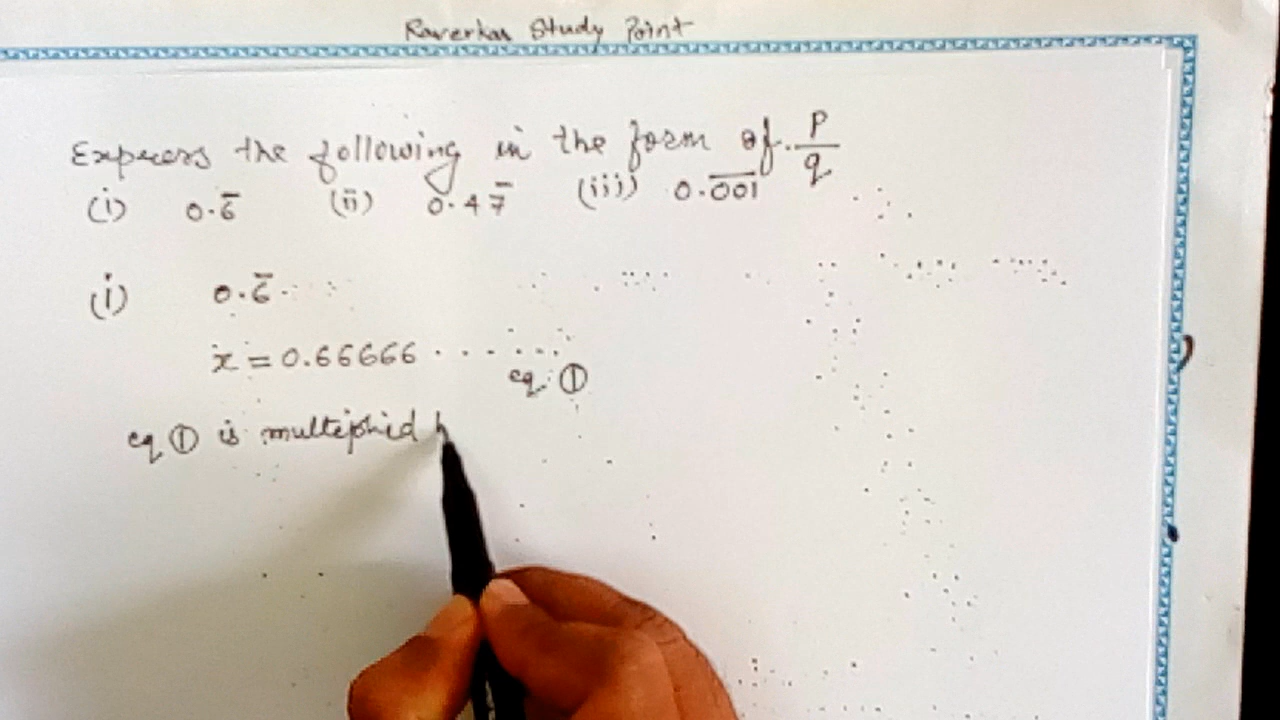 Raverkar Study Point
Express the following in the form of p/q
(i) 0.6̅ (ii) 0.47̅ (iii) 0.0̅0̅1̅
(i) 0.6̅
x = 0.66666 . . . . . . .
eq. ①
eq ① is multiplied